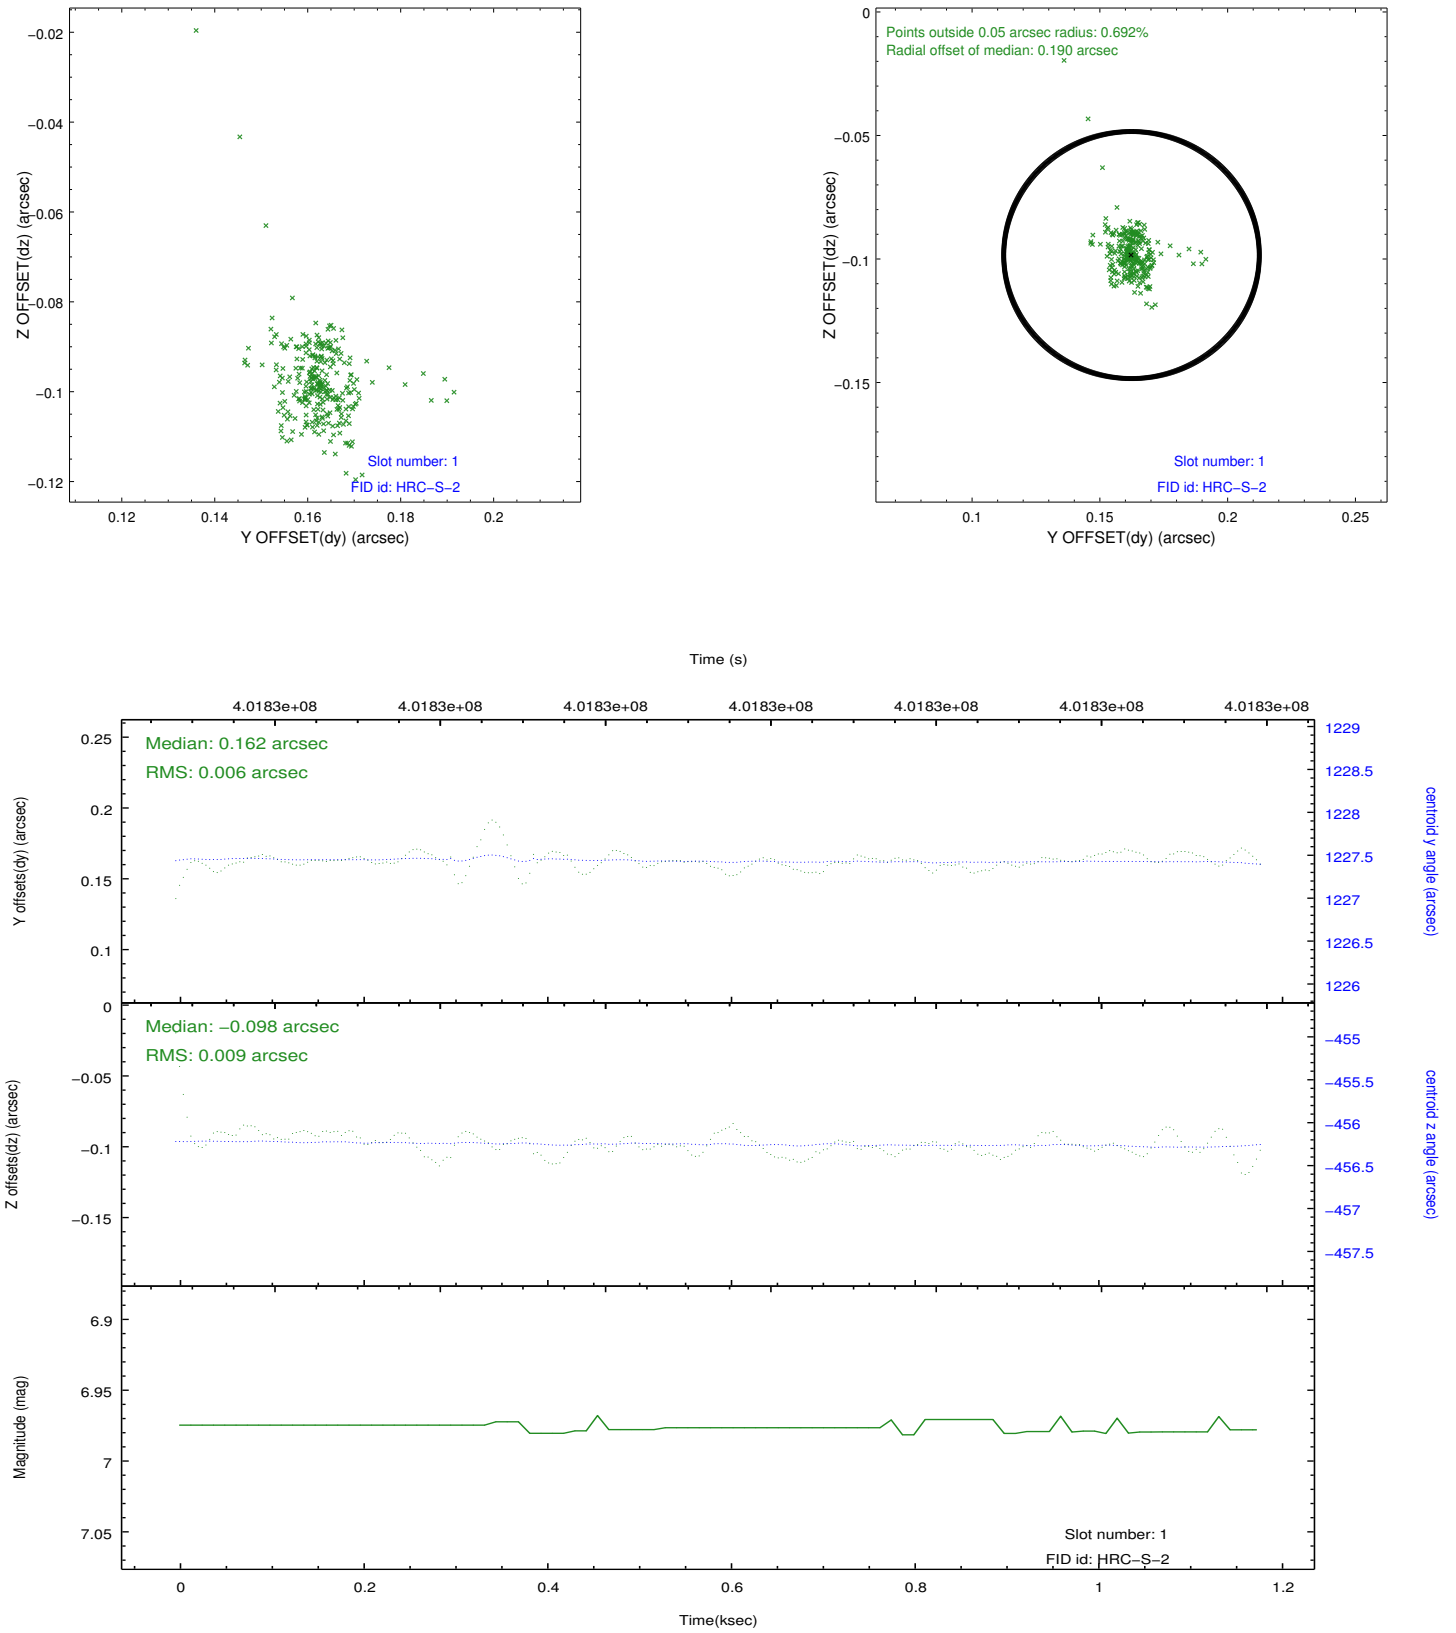 −0.02
−0.04
−0.06
−0.08
−0.1
−0.12
Z OFFSET(dz) (arcsec)
Slot number: 1
FID id: HRC−S−2
0.12 0.14 0.16 0.18 0.2
Y OFFSET(dy) (arcsec)
0
−0.05
−0.1
−0.15
Z OFFSET(dz) (arcsec)
Points outside 0.05 arcsec radius: 0.692%
Radial offset of median: 0.190 arcsec
Slot number: 1
FID id: HRC−S−2
0.1 0.15 0.2 0.25
Y OFFSET(dy) (arcsec)
Time (s)
4.0183e+08 4.0183e+08 4.0183e+08 4.0183e+08 4.0183e+08 4.0183e+08 4.0183e+08
Median: 0.162 arcsec
RMS: 0.006 arcsec
0.25
0.2
0.15
0.1
Y offsets(dy) (arcsec)
1229
1228.5
1228
1227.5
1227
1226.5
1226
centroid y angle (arcsec)
Median: −0.098 arcsec
RMS: 0.009 arcsec
0
−0.05
−0.1
−0.15
Z offsets(dz) (arcsec)
−455
−455.5
−456
−456.5
−457
−457.5
centroid z angle (arcsec)
6.9
6.95
7
7.05
Magnitude (mag)
Slot number: 1
FID id: HRC−S−2
0 0.2 0.4 0.6 0.8 1 1.2
Time(ksec)